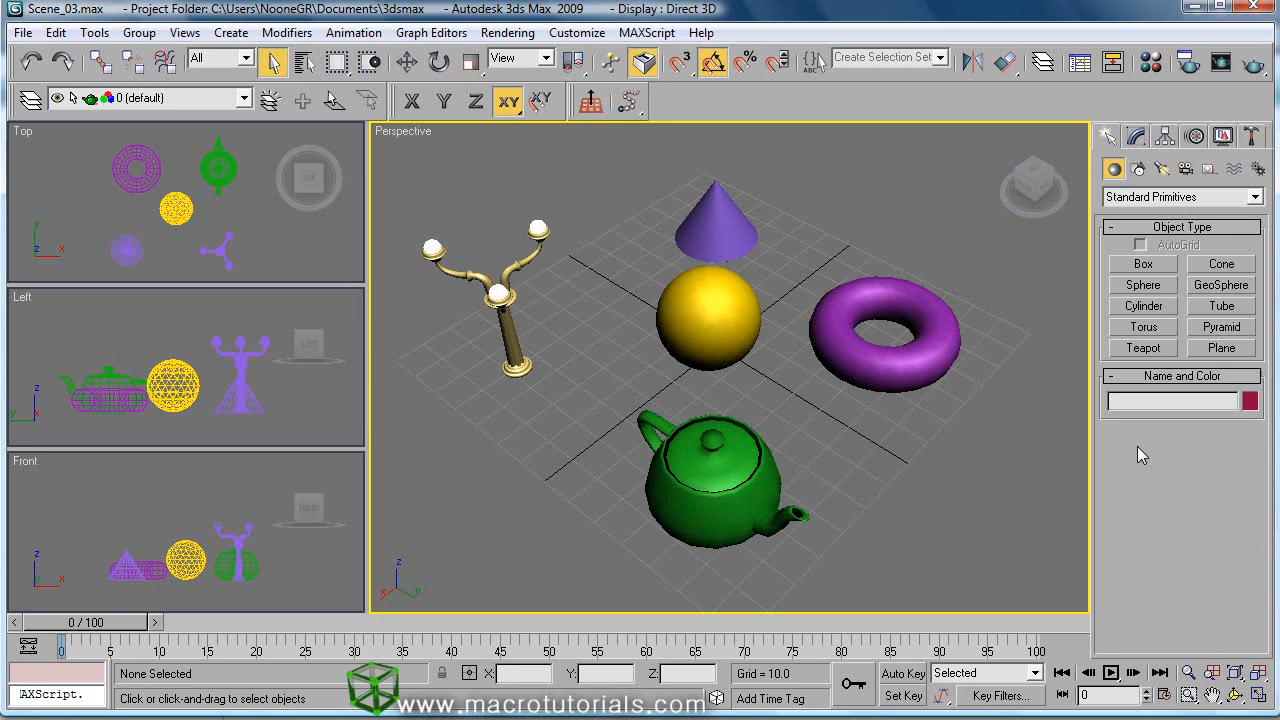 Scene_03.max - Project Folder: C:\Users\NooneGR\Documents\3dsmax - Autodesk 3ds Max 2009 - Display : Direct 3D
File Edit Tools Group Views Create Modifiers Animation Graph Editors Rendering Customize MAXScript Help
All View 3 % ABC Create Selection Set
0 (default) X Y Z XY XY
Top
TOP
y
z x
Left
z
y
Front
FRONT
z
x
Perspective
z
x y
Standard Primitives
- Object Type
AutoGrid
Box Cone
Sphere GeoSphere
Cylinder Tube
Torus Pyramid
Teapot Plane
- Name and Color
< 0 / 100 >
0 5 10 15 20 25 30 35 40 45 50 55 60 65 70 75 80 85 90 95 100
None Selected X: Y: Z: Grid = 10.0 Auto Key Selected
AXScript. Click or click-and-drag to select objects Add Time Tag Set Key Key Filters... 0
www.macrotutorials.com